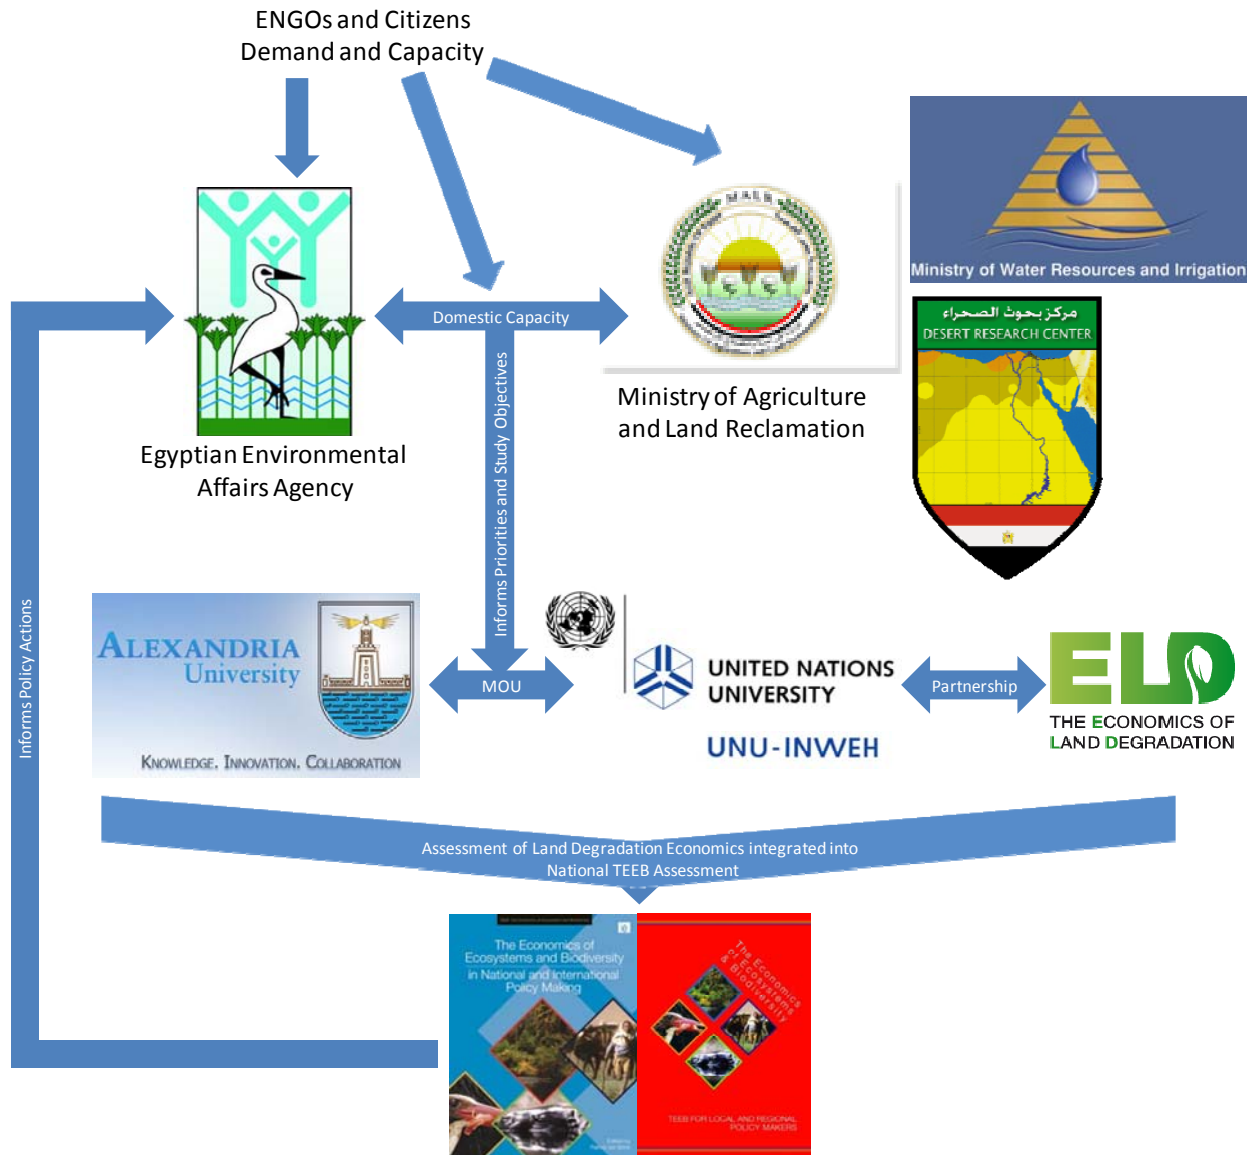 ENGOs and Citizens
Demand and Capacity
MALR
Ministry of Water Resources and Irrigation
مركز بحوث الصحراء
DESERT RESEARCH CENTER
Domestic Capacity
Ministry of Agriculture
and Land Reclamation
Egyptian Environmental
Affairs Agency
Informs Priorities and Study Objectives
Informs Policy Actions
ALEXANDRIA
University
KNOWLEDGE. INNOVATION. COLLABORATION
MOU
UNITED NATIONS
UNIVERSITY
UNU-INWEH
Partnership
ELD
THE ECONOMICS OF
LAND DEGRADATION
Assessment of Land Degradation Economics integrated into
National TEEB Assessment
The Economics of
Ecosystems and Biodiversity
in National and International
Policy Making
The Economics
of Ecosystems
& Biodiversity
TEEB FOR LOCAL AND REGIONAL
POLICY MAKERS